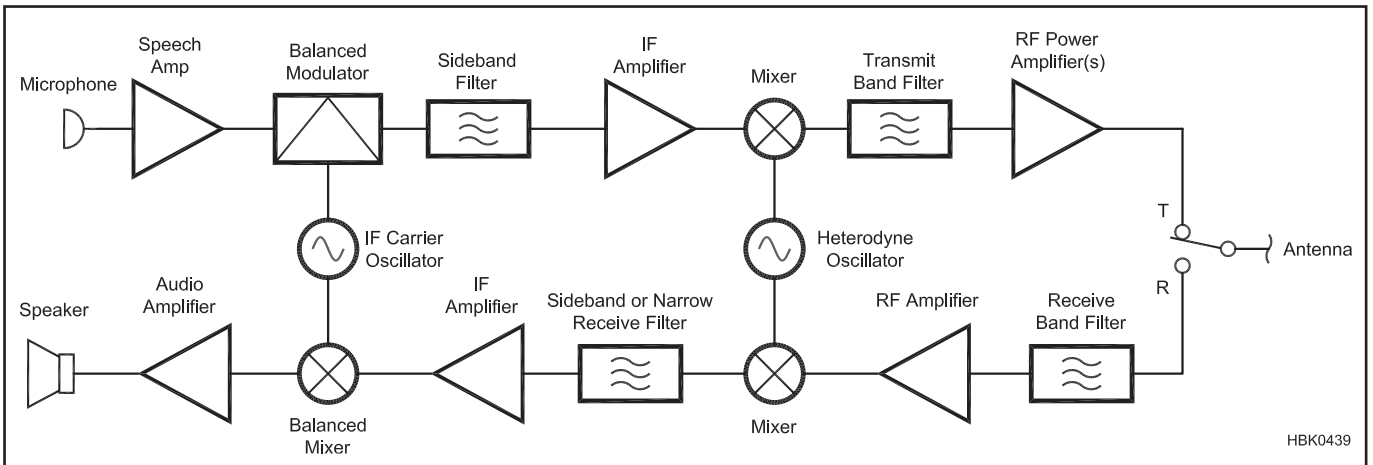 Microphone
Speech
Amp
Balanced
Modulator
Sideband
Filter
IF
Amplifier
Mixer
Transmit
Band Filter
RF Power
Amplifier(s)
IF Carrier
Oscillator
Heterodyne
Oscillator
T
R
Antenna
Speaker
Audio
Amplifier
Balanced
Mixer
IF
Amplifier
Sideband or Narrow
Receive Filter
Mixer
RF Amplifier
Receive
Band Filter
HBK0439